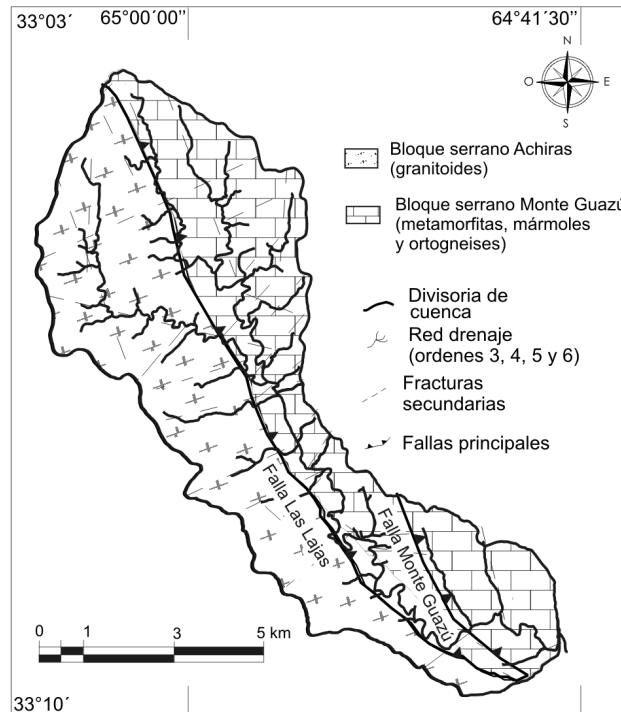 33°03´ 65°00´00’’ 64°41´30’’
N
O E
S
Bloque serrano Achiras
(granitoides)
Bloque serrano Monte Guazú
(metamorfitas, mármoles
y ortogneises)
Divisoria de
cuenca
Red drenaje
(ordenes 3, 4, 5 y 6)
Fracturas
secundarias
Fallas principales
Falla Las Lajas
Falla Monte Guazú
0 1 3 5 km
33°10´